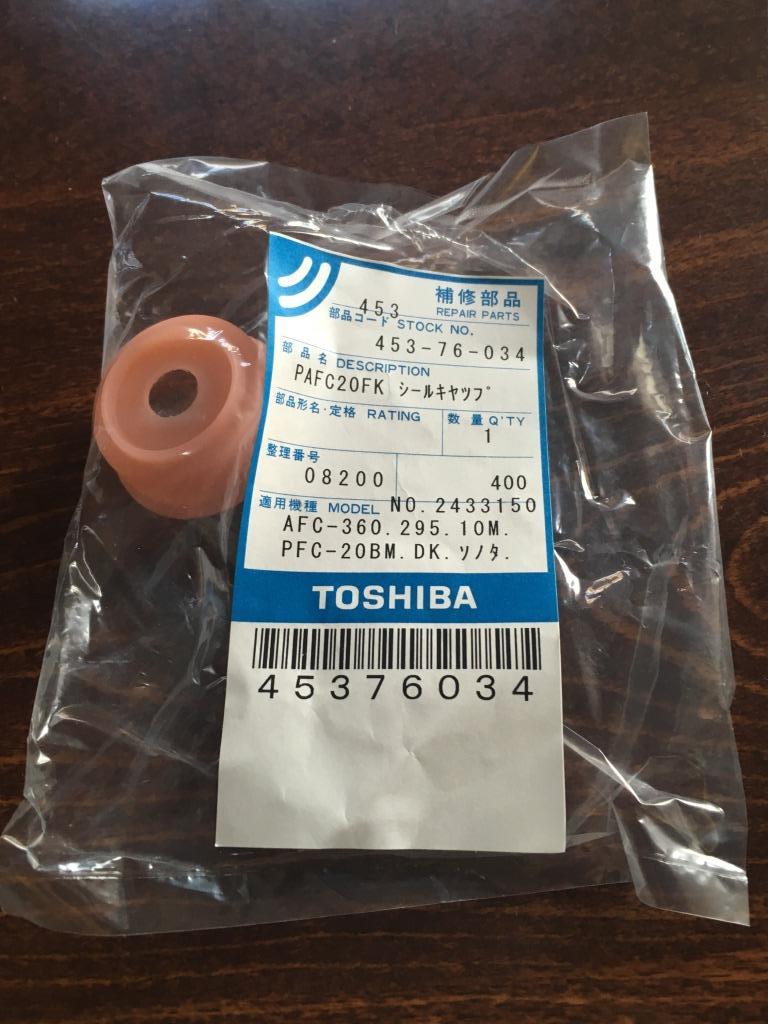 453 補修部品
REPAIR PARTS
部品コード STOCK NO.
453-76-034
部品名 DESCRIPTION
PAFC20FK シールキヤツプ
部品形名・定格 RATING 数量 Q'TY
1
整理番号
08200 400
適用機種 MODEL NO.2433150
AFC-360.295.10M.
PFC-20BM.DK.ソノタ.
TOSHIBA
45376034